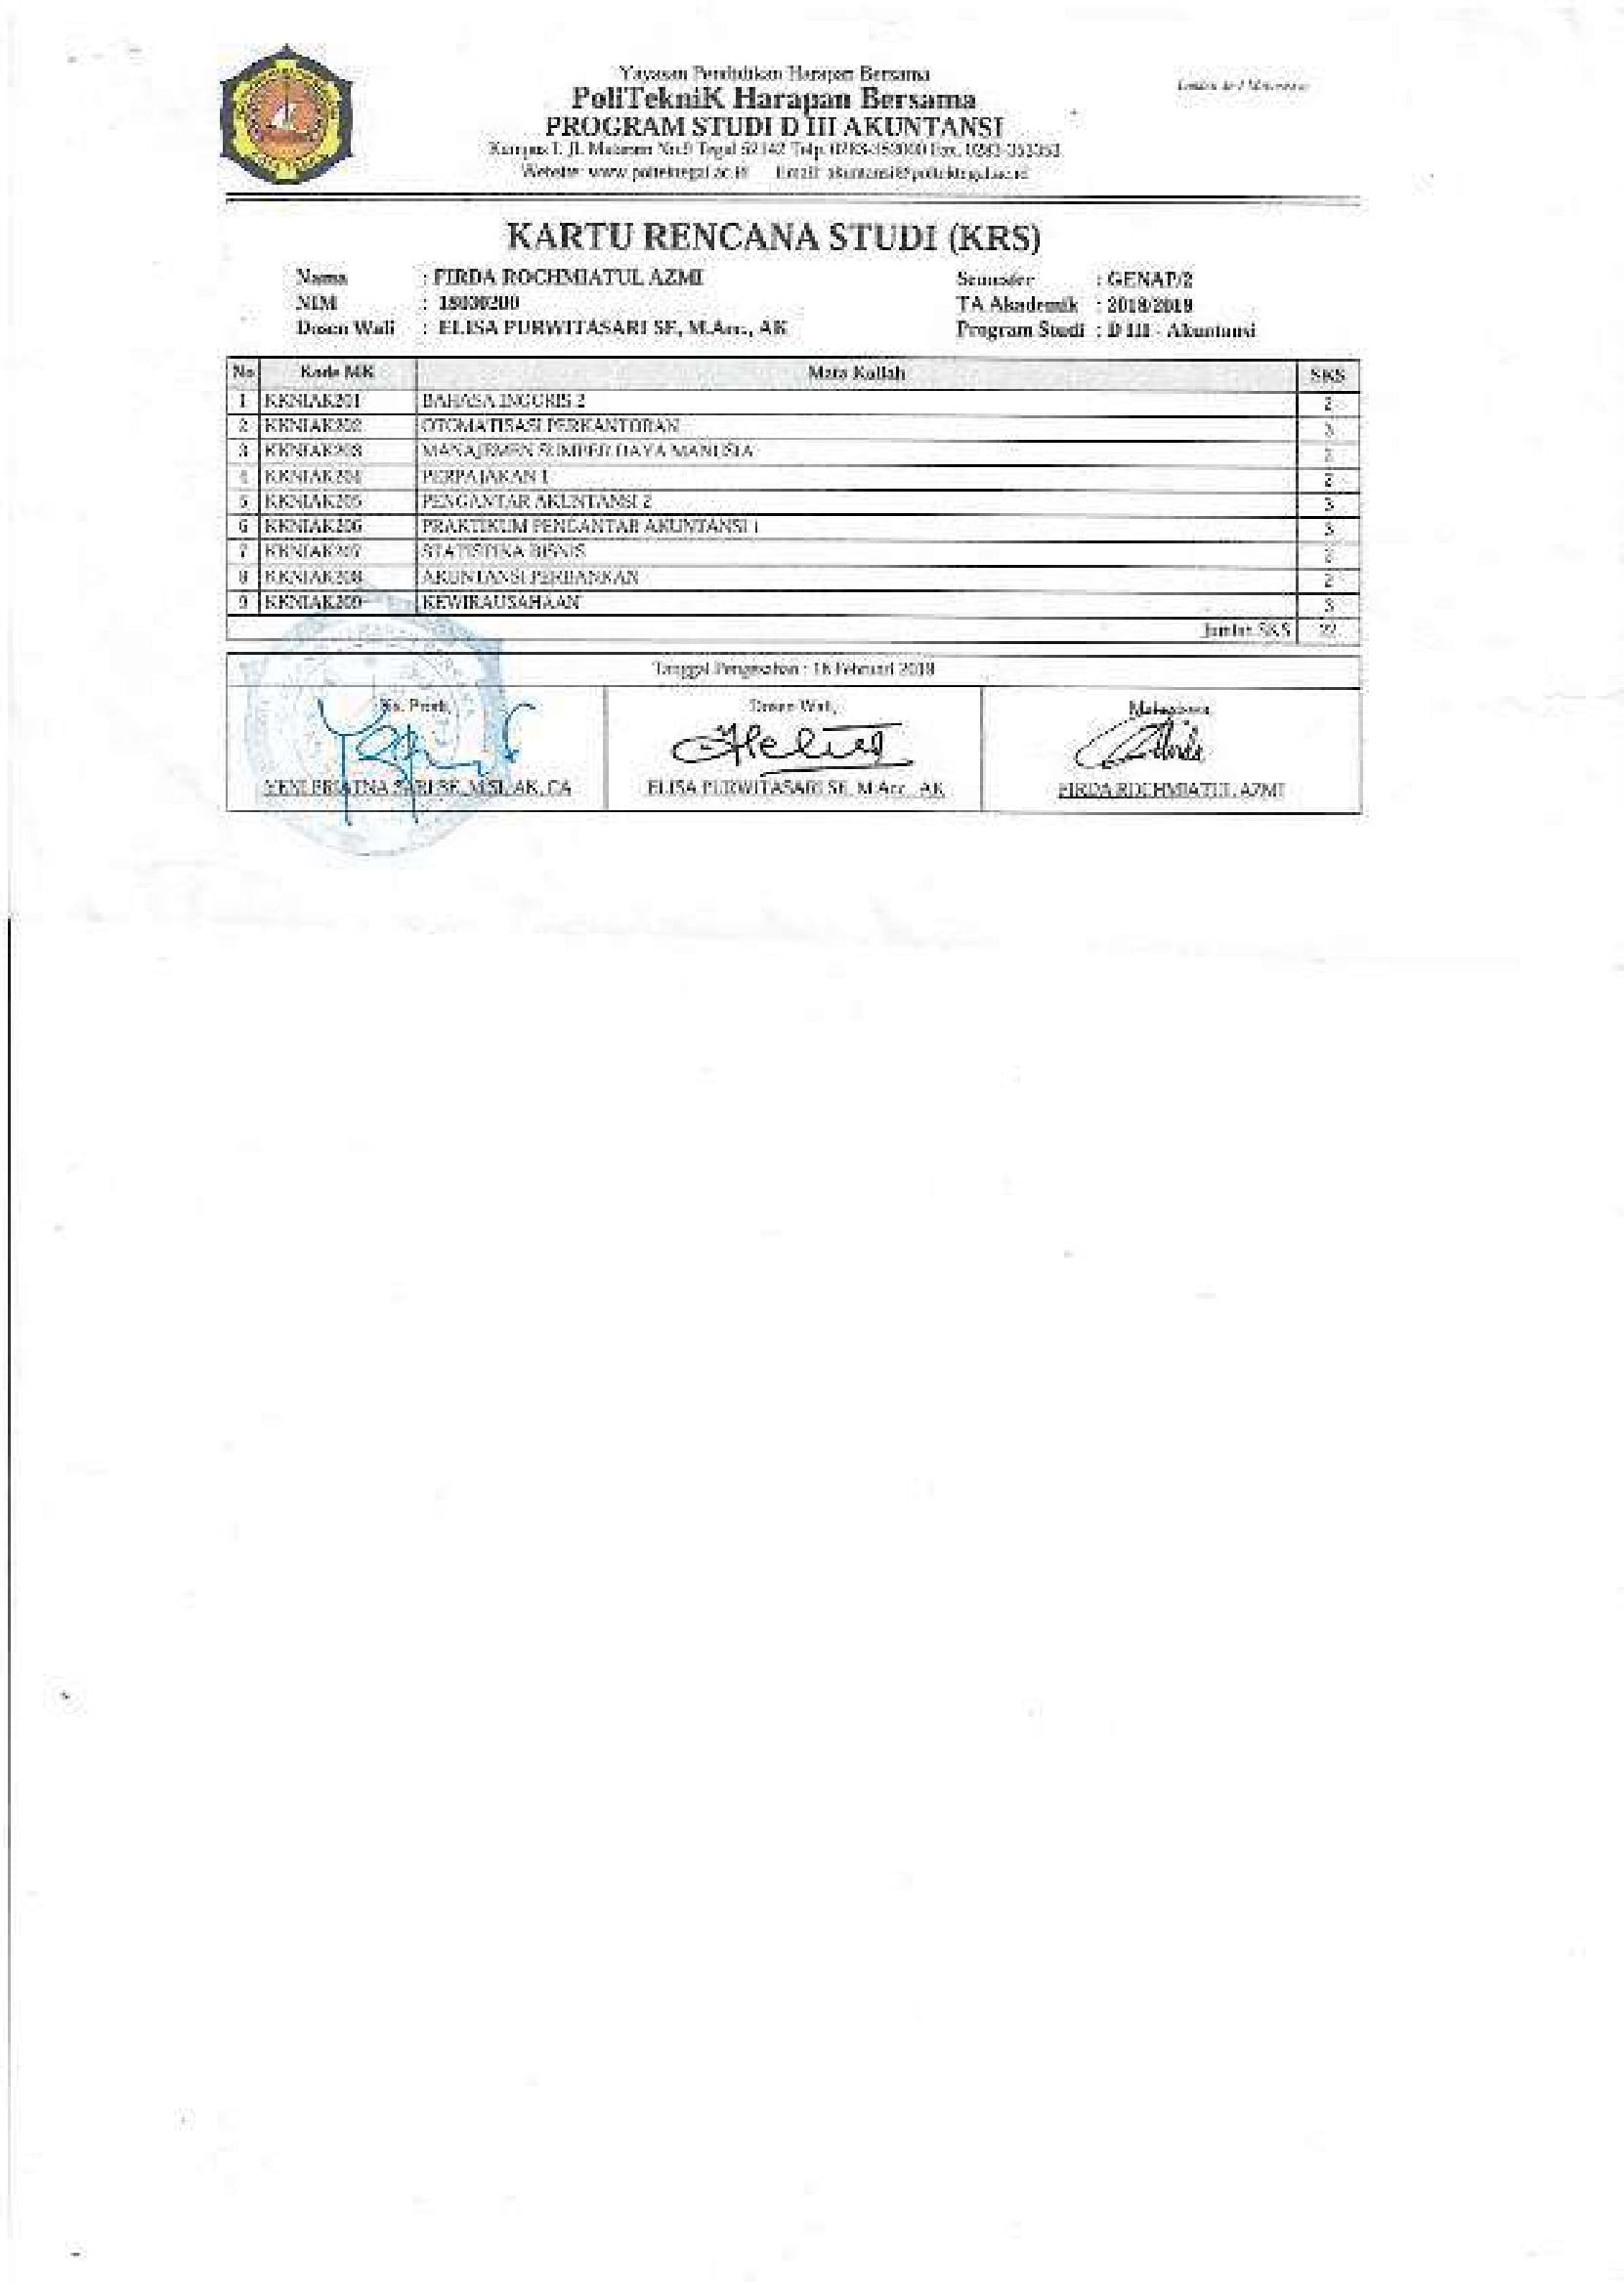 Yayasan Pendidikan Harapan Bersama
PoliTekniK Harapan Bersama
PROGRAM STUDI D III AKUNTANSI
Kampus I. Jl. Mataram No.9 Tegal 52142 Telp. 0283-352000 Fax. 0283-353353
Website: www.poltektegal.ac.id Email: akuntansi@poltektegal.ac.id
KARTU RENCANA STUDI (KRS)
Nama : FIRDA ROCHMIATUL AZMI Semester : GENAP/2
NIM : 18030200 TA Akademik : 2018/2019
Dosen Wali : ELISA PURWITASARI SE, M.Acc., AK Program Studi : D III - Akuntansi
No Kode MK Mata Kuliah SKS
1 KKNIAK201 BAHASA INGGRIS 2 2
2 KKNIAK202 OTOMATISASI PERKANTORAN 3
3 KKNIAK203 MANAJEMEN SUMBER DAYA MANUSIA
4 KKNIAK204 PERPAJAKAN 1 2
5 KKNIAK205 PENGANTAR AKUNTANSI 2 3
6 KKNIAK206 PRAKTIKUM PENGANTAR AKUNTANSI 1 3
7 KKNIAK207 STATISTIKA BISNIS 2
8 KKNIAK208 AKUNTANSI PERBANKAN 2
9 KKNIAK209 KEWIRAUSAHAAN 3
Jumlah SKS 22
Tanggal Pengesahan : Februari 2019
Ka. Prodi, Dosen Wali, Mahasiswa,
YENI PRIATNA SARI SE, M.SI, AK, CA ELISA PURWITASARI SE, M.Acc., AK FIRDA ROCHMIATUL AZMI